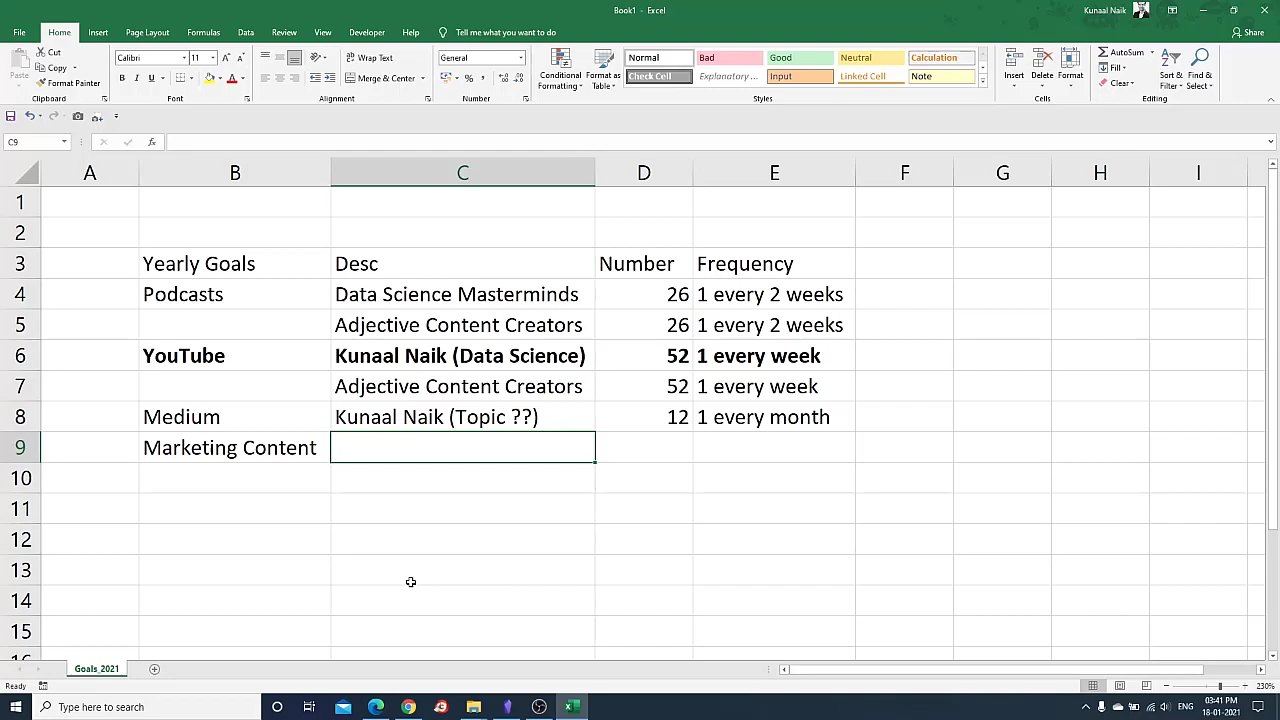 Book1 - Excel
Kunaal Naik
File Home Insert Page Layout Formulas Data Review View Developer Help Tell me what you want to do Share
Paste Cut Copy Format Painter Clipboard
Calibri 11 B I U A Font
Wrap Text Merge & Center Alignment
General % , Number
Conditional Formatting Format as Table Normal Bad Good Neutral Calculation
Check Cell Explanatory ... Input Linked Cell Note Styles
Insert Delete Format Cells
AutoSum Fill Clear Sort & Filter Find & Select Editing
C9 fx
A B C D E F G H I
1
2
3 Yearly Goals Desc Number Frequency
4 Podcasts Data Science Masterminds 26 1 every 2 weeks
5 Adjective Content Creators 26 1 every 2 weeks
6 YouTube Kunaal Naik (Data Science) 52 1 every week
7 Adjective Content Creators 52 1 every week
8 Medium Kunaal Naik (Topic ??) 12 1 every month
9 Marketing Content
10
11
12
13
14
15
16
Goals_2021
Ready 230%
Type here to search ENG 03:41 PM
18-01-2021